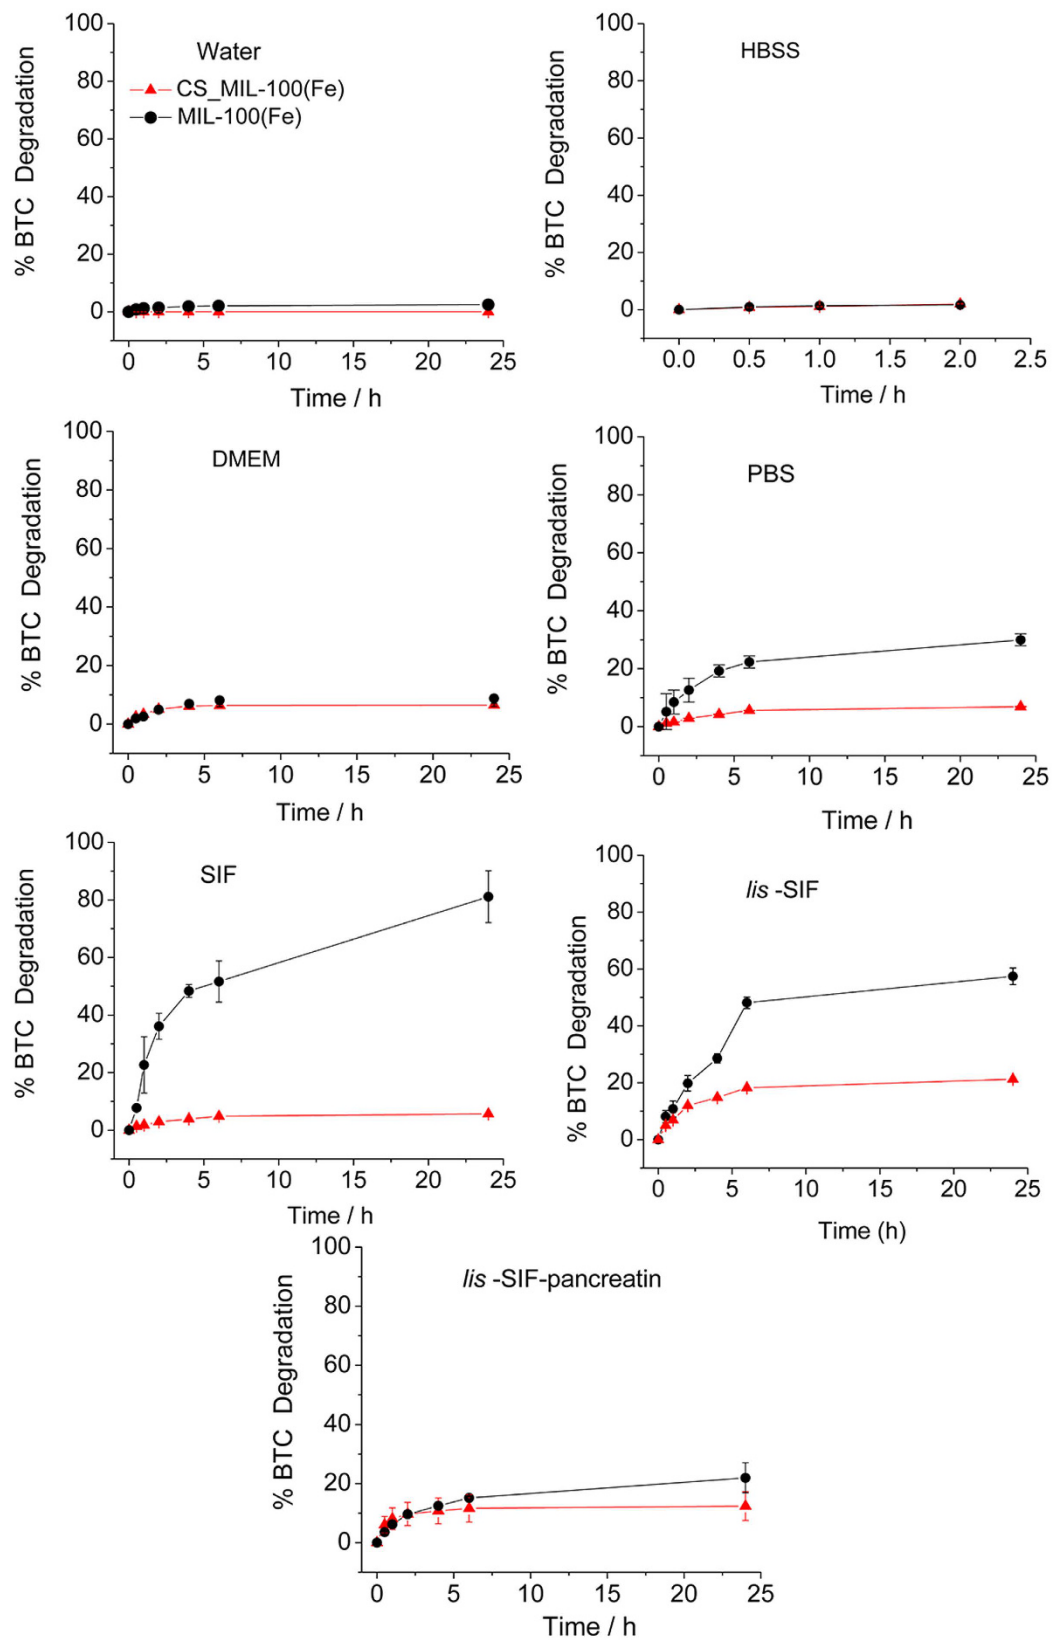 Water
CS_MIL-100(Fe)
MIL-100(Fe)
% BTC Degradation
100
80
60
40
20
0
0 5 10 15 20 25
Time / h
HBSS
% BTC Degradation
100
80
60
40
20
0
0.0 0.5 1.0 1.5 2.0 2.5
Time / h
DMEM
% BTC Degradation
100
80
60
40
20
0
0 5 10 15 20 25
Time / h
PBS
% BTC Degradation
100
80
60
40
20
0
0 5 10 15 20 25
Time / h
SIF
% BTC Degradation
100
80
60
40
20
0
0 5 10 15 20 25
Time / h
lis -SIF
% BTC Degradation
100
80
60
40
20
0
0 5 10 15 20 25
Time (h)
lis -SIF-pancreatin
% BTC Degradation
100
80
60
40
20
0
0 5 10 15 20 25
Time / h